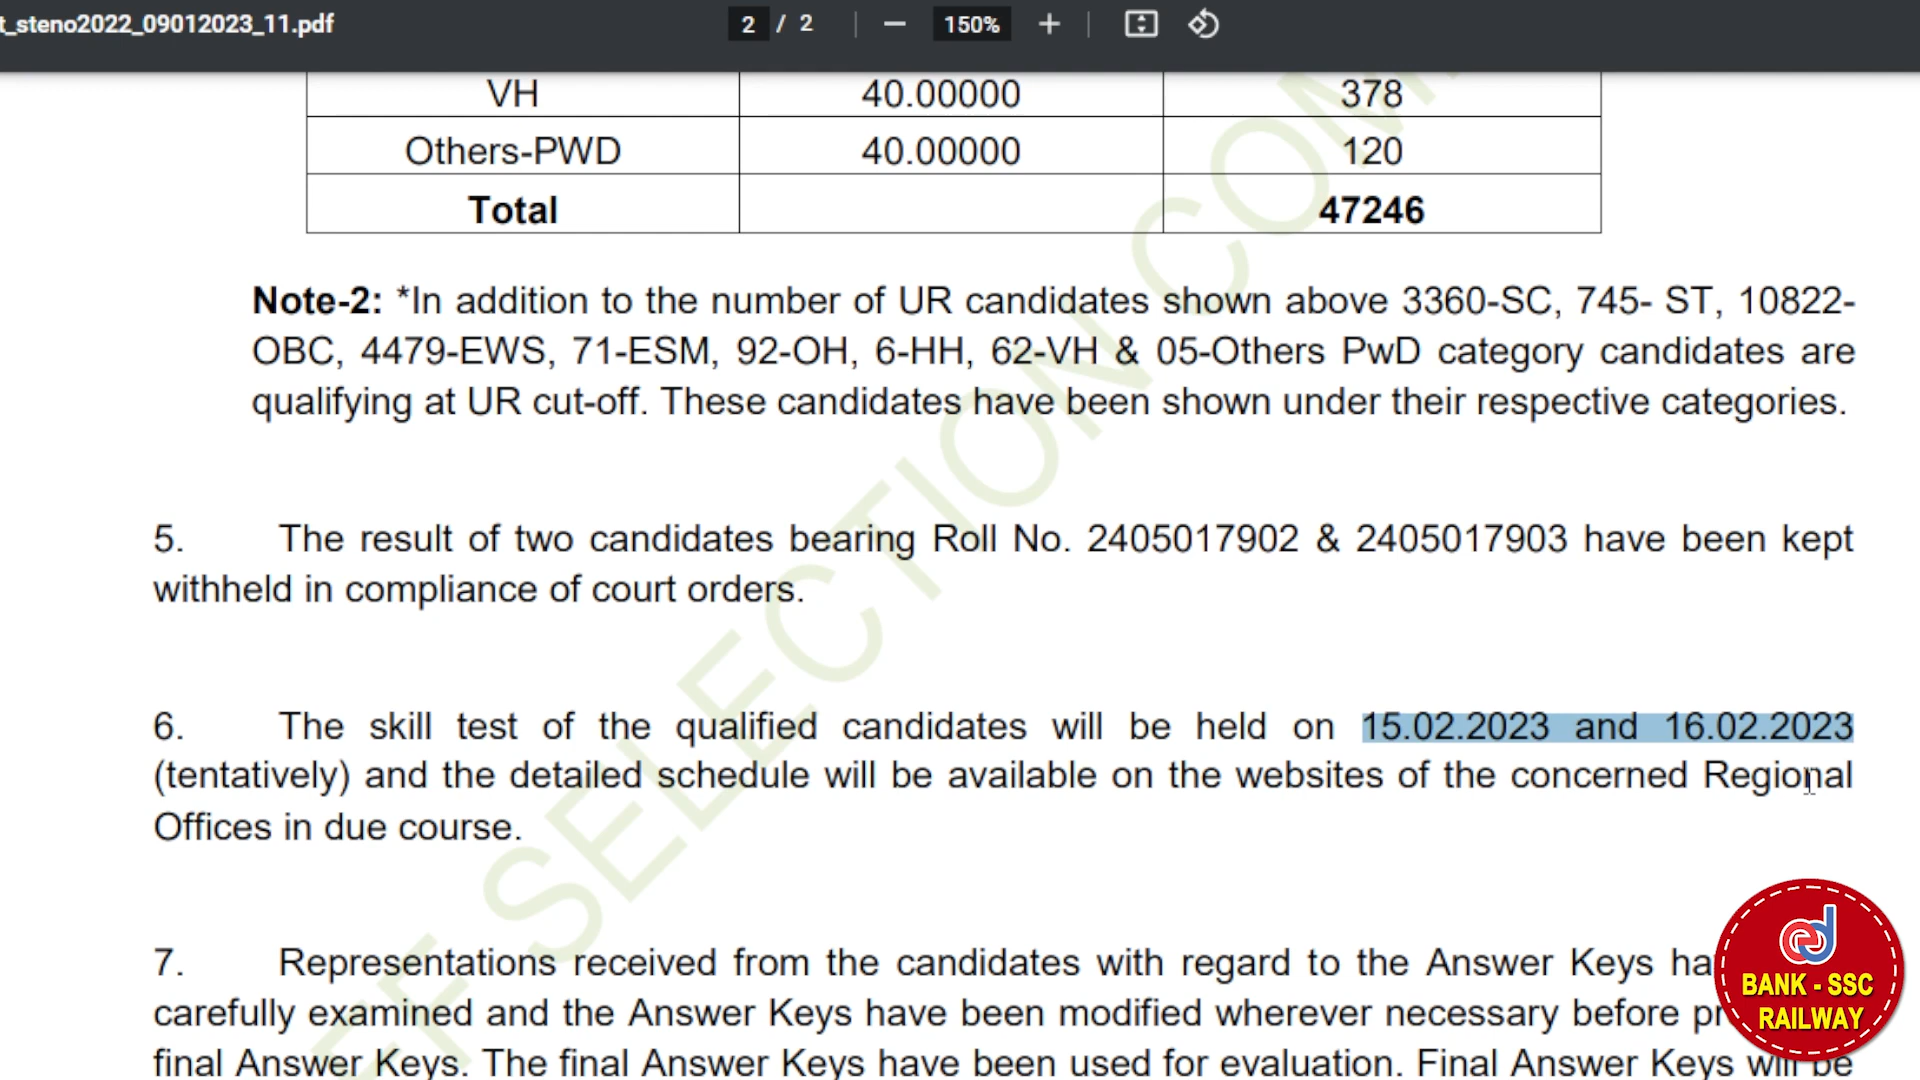 t_steno2022_09012023_11.pdf 2 / 2 − 150% +
VH 40.00000 378
Others-PWD 40.00000 120
Total 47246
Note-2: *In addition to the number of UR candidates shown above 3360-SC, 745- ST, 10822-
OBC, 4479-EWS, 71-ESM, 92-OH, 6-HH, 62-VH & 05-Others PwD category candidates are
qualifying at UR cut-off. These candidates have been shown under their respective categories.
5. The result of two candidates bearing Roll No. 2405017902 & 2405017903 have been kept
withheld in compliance of court orders.
6. The skill test of the qualified candidates will be held on 15.02.2023 and 16.02.2023
(tentatively) and the detailed schedule will be available on the websites of the concerned Regional
Offices in due course.
7. Representations received from the candidates with regard to the Answer Keys ha
carefully examined and the Answer Keys have been modified wherever necessary before pr
final Answer Keys. The final Answer Keys have been used for evaluation. Final Answer Keys will be
FF SELECTION COM
BANK - SSC
RAILWAY